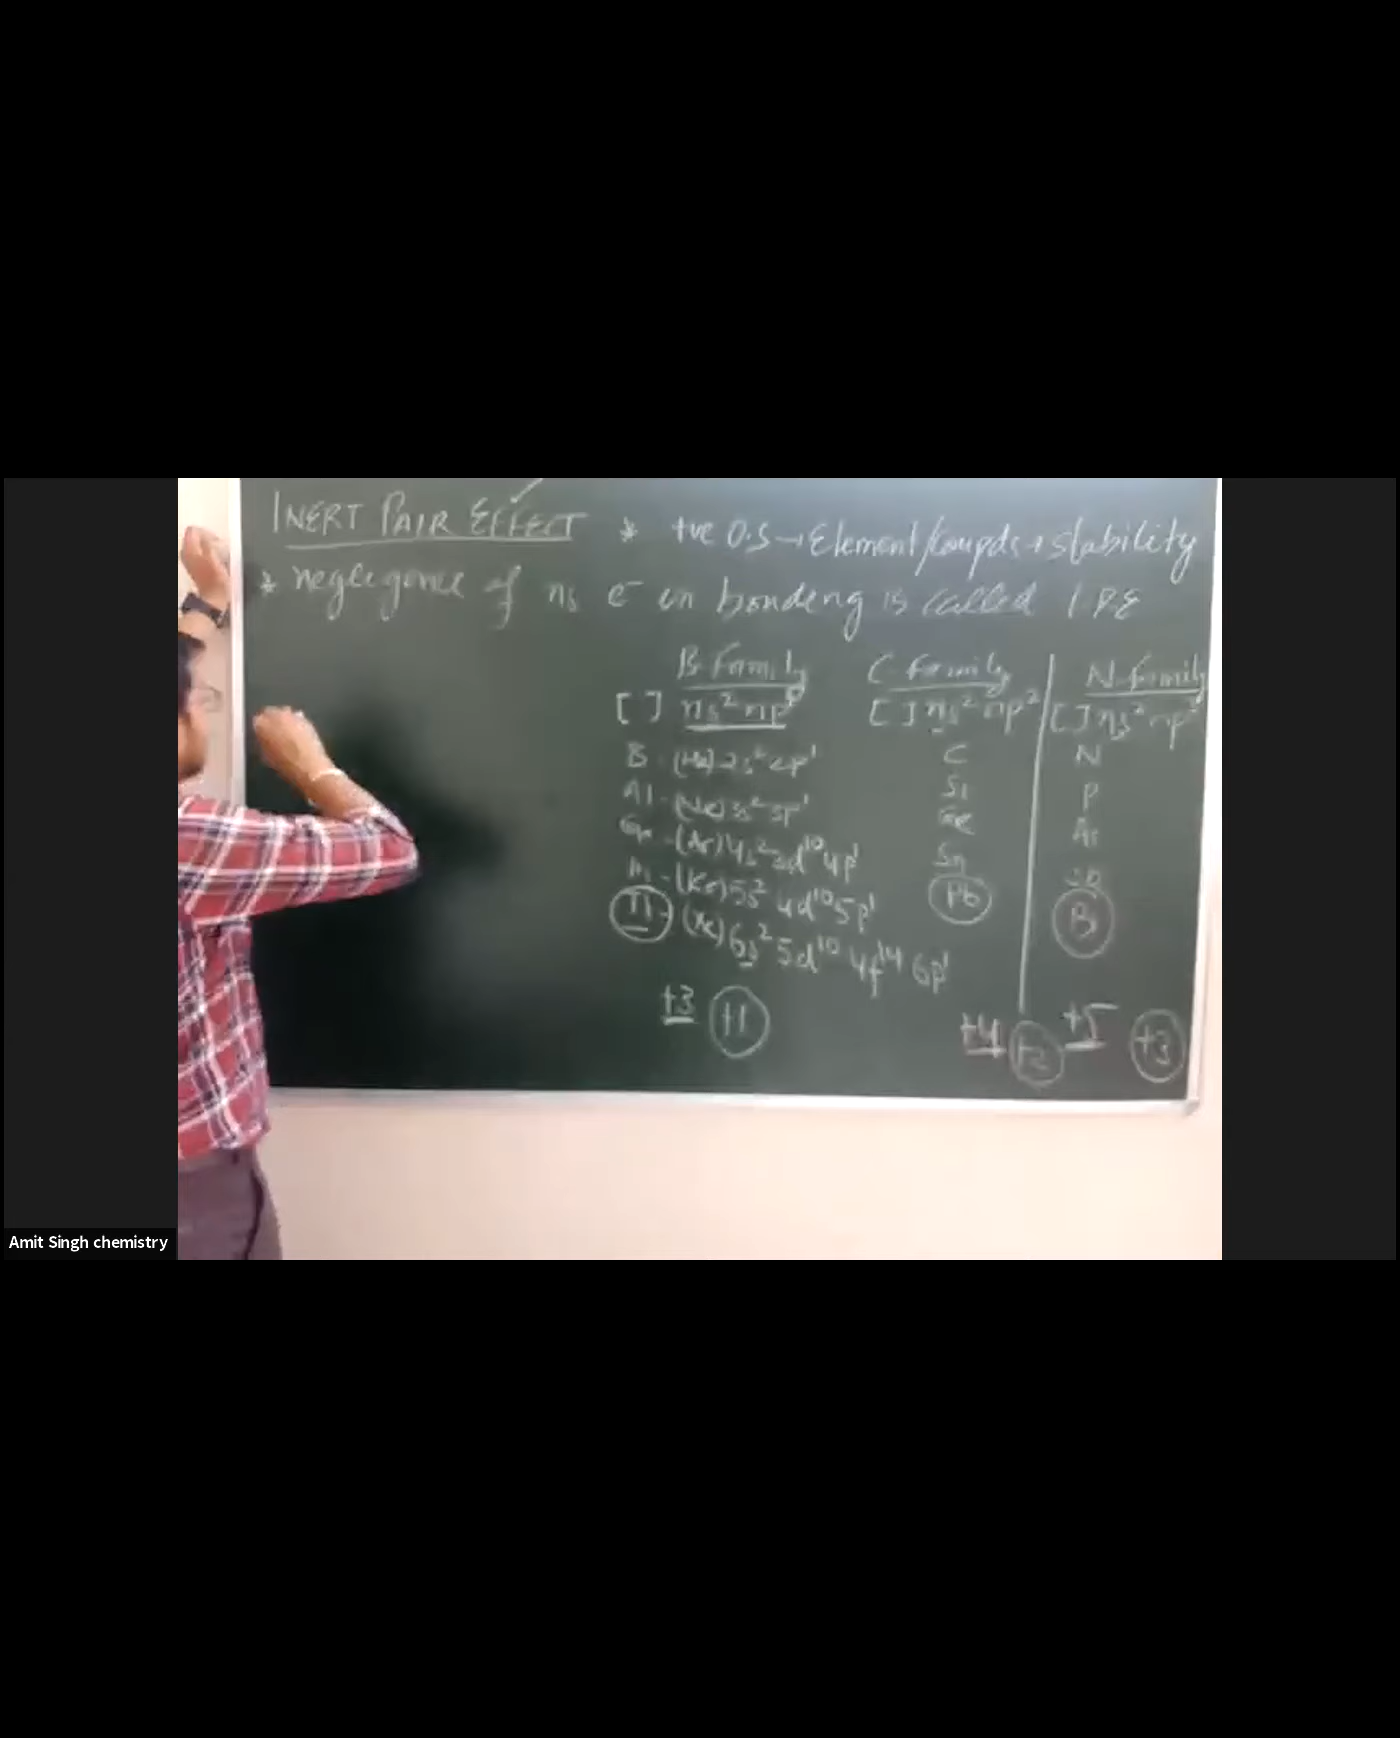 INERT PAIR EFFECT * +ve O.S → Element/Compds → stability
* neglegence of ns e⁻ in bonding is called I.P.E
B-Family C-Family N-Family
[ ] ns² np¹ [ ] ns² np² [ ] ns² np³
B - (He) 2s² 2p¹ C N
Al - (Ne) 3s² 3p¹ Si P
Ga - (Ar) 4s² 3d¹⁰ 4p¹ Ge As
In - (Kr) 5s² 4d¹⁰ 5p¹ Sn Sb
Tl - (Xe) 6s² 5d¹⁰ 4f¹⁴ 6p¹ Pb B
+3 +1 +4 +2 +5 +3
Amit Singh chemistry